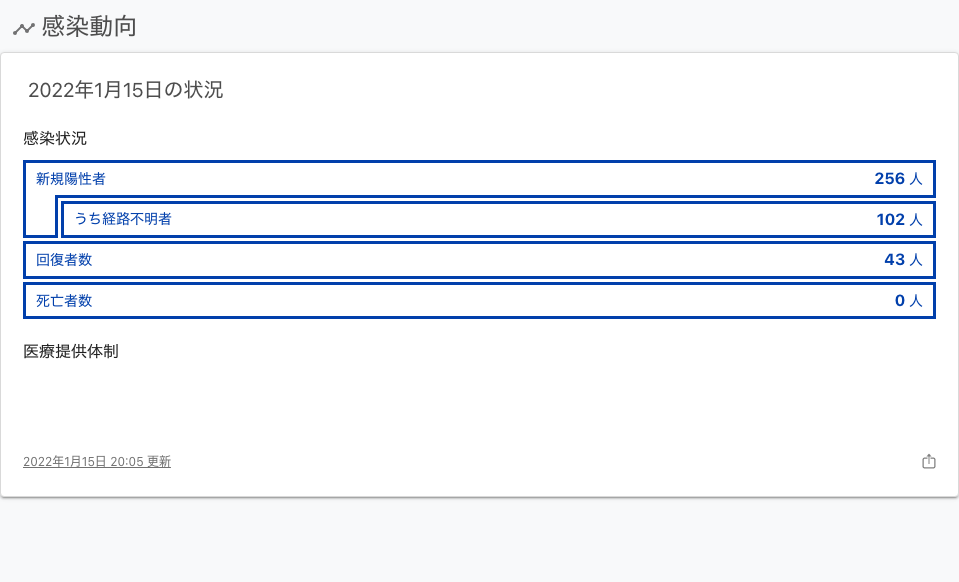 感染動向
2022年1月15日の状況
感染状況
新規陽性者 256 人
うち経路不明者 102 人
回復者数 43 人
死亡者数 0 人
医療提供体制
2022年1月15日 20:05 更新